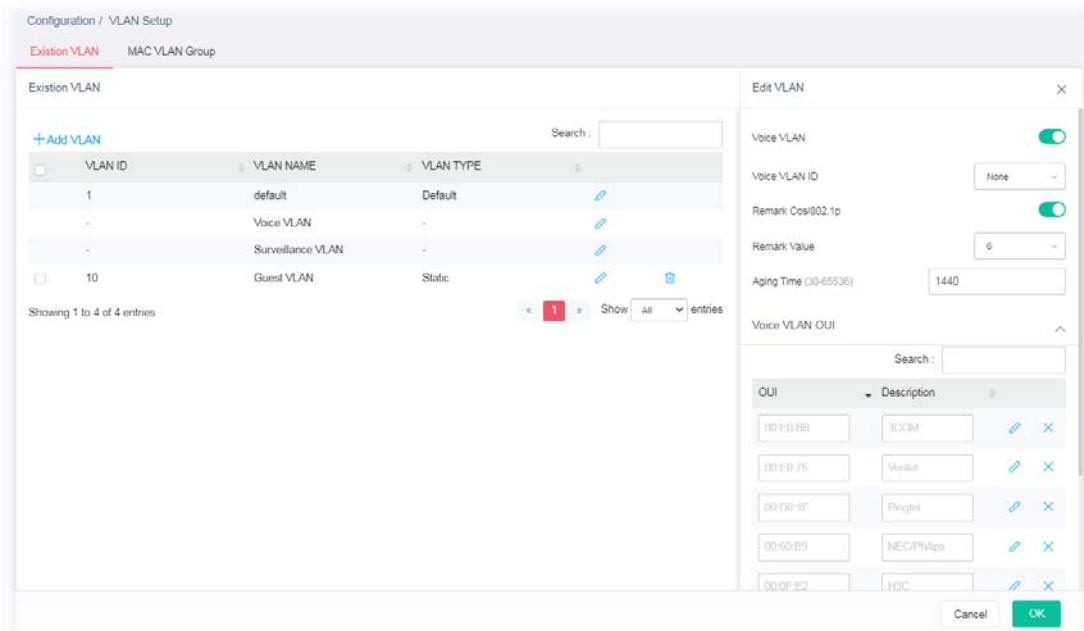 Configuration / VLAN Setup
Existion VLAN MAC VLAN Group
Existion VLAN
+Add VLAN
Search :
VLAN ID VLAN NAME VLAN TYPE
1 default Default
- Voice VLAN -
- Surveillance VLAN -
10 Guest VLAN Static
Showing 1 to 4 of 4 entries
« 1 » Show All entries
Edit VLAN
Voice VLAN
Voice VLAN ID None
Remark Cos/802.1p
Remark Value 6
Aging Time (30-65536) 1440
Voice VLAN OUI
Search :
OUI Description
00:E0:BB 3COM
00:E0:75 Veritel
00:D0:1E Pingtel
00:60:B9 NEC/Philips
00:0F:E2 H3C
Cancel OK